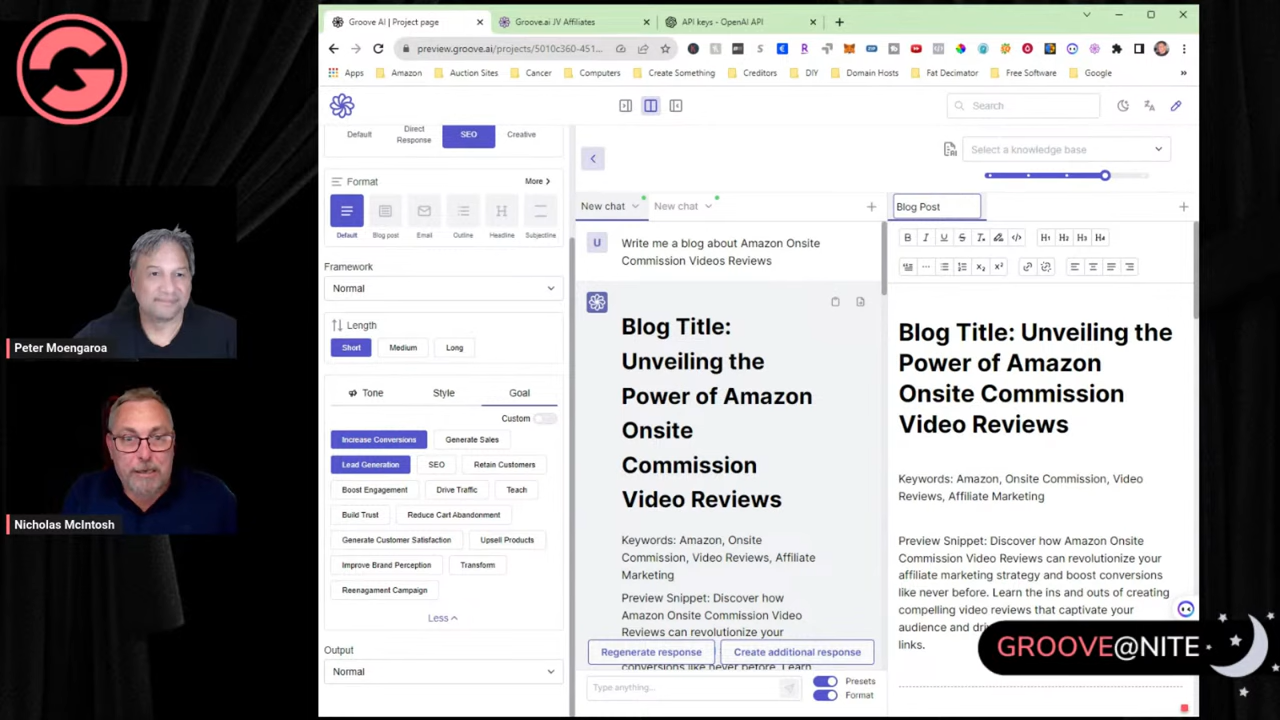 Groove AI | Project page
Groove.ai JV Affiliates
API keys - OpenAI API
preview.groove.ai/projects/5010c360-451...
Apps
Amazon
Auction Sites
Cancer
Computers
Create Something
Creditors
DIY
Domain Hosts
Fat Decimator
Free Software
Google
Search
Default
Direct
Response
SEO
Creative
Format
More
Default
Blog post
Email
Outline
Headline
Subjectline
Framework
Normal
Length
Short
Medium
Long
Tone
Style
Goal
Custom
Increase Conversions
Generate Sales
Lead Generation
SEO
Retain Customers
Boost Engagement
Drive Traffic
Teach
Build Trust
Reduce Cart Abandonment
Generate Customer Satisfaction
Upsell Products
Improve Brand Perception
Transform
Reenagament Campaign
Less
Output
Normal
Select a knowledge base
New chat
New chat
U
Write me a blog about Amazon Onsite
Commission Videos Reviews
Blog Title:
Unveiling the
Power of Amazon
Onsite
Commission
Video Reviews
Keywords: Amazon, Onsite
Commission, Video Reviews, Affiliate
Marketing
Preview Snippet: Discover how
Amazon Onsite Commission Video
Reviews can revolutionize your
conversions like never before. Learn
Regenerate response
Create additional response
Type anything...
Presets
Format
Blog Post
B I U S
H1 H2 H3 H4
Blog Title: Unveiling the
Power of Amazon
Onsite Commission
Video Reviews
Keywords: Amazon, Onsite Commission, Video
Reviews, Affiliate Marketing
Preview Snippet: Discover how Amazon Onsite
Commission Video Reviews can revolutionize your
affiliate marketing strategy and boost conversions
like never before. Learn the ins and outs of creating
compelling video reviews that captivate your
audience and
links.
GROOVE@NITE
Peter Moengaroa
Nicholas McIntosh